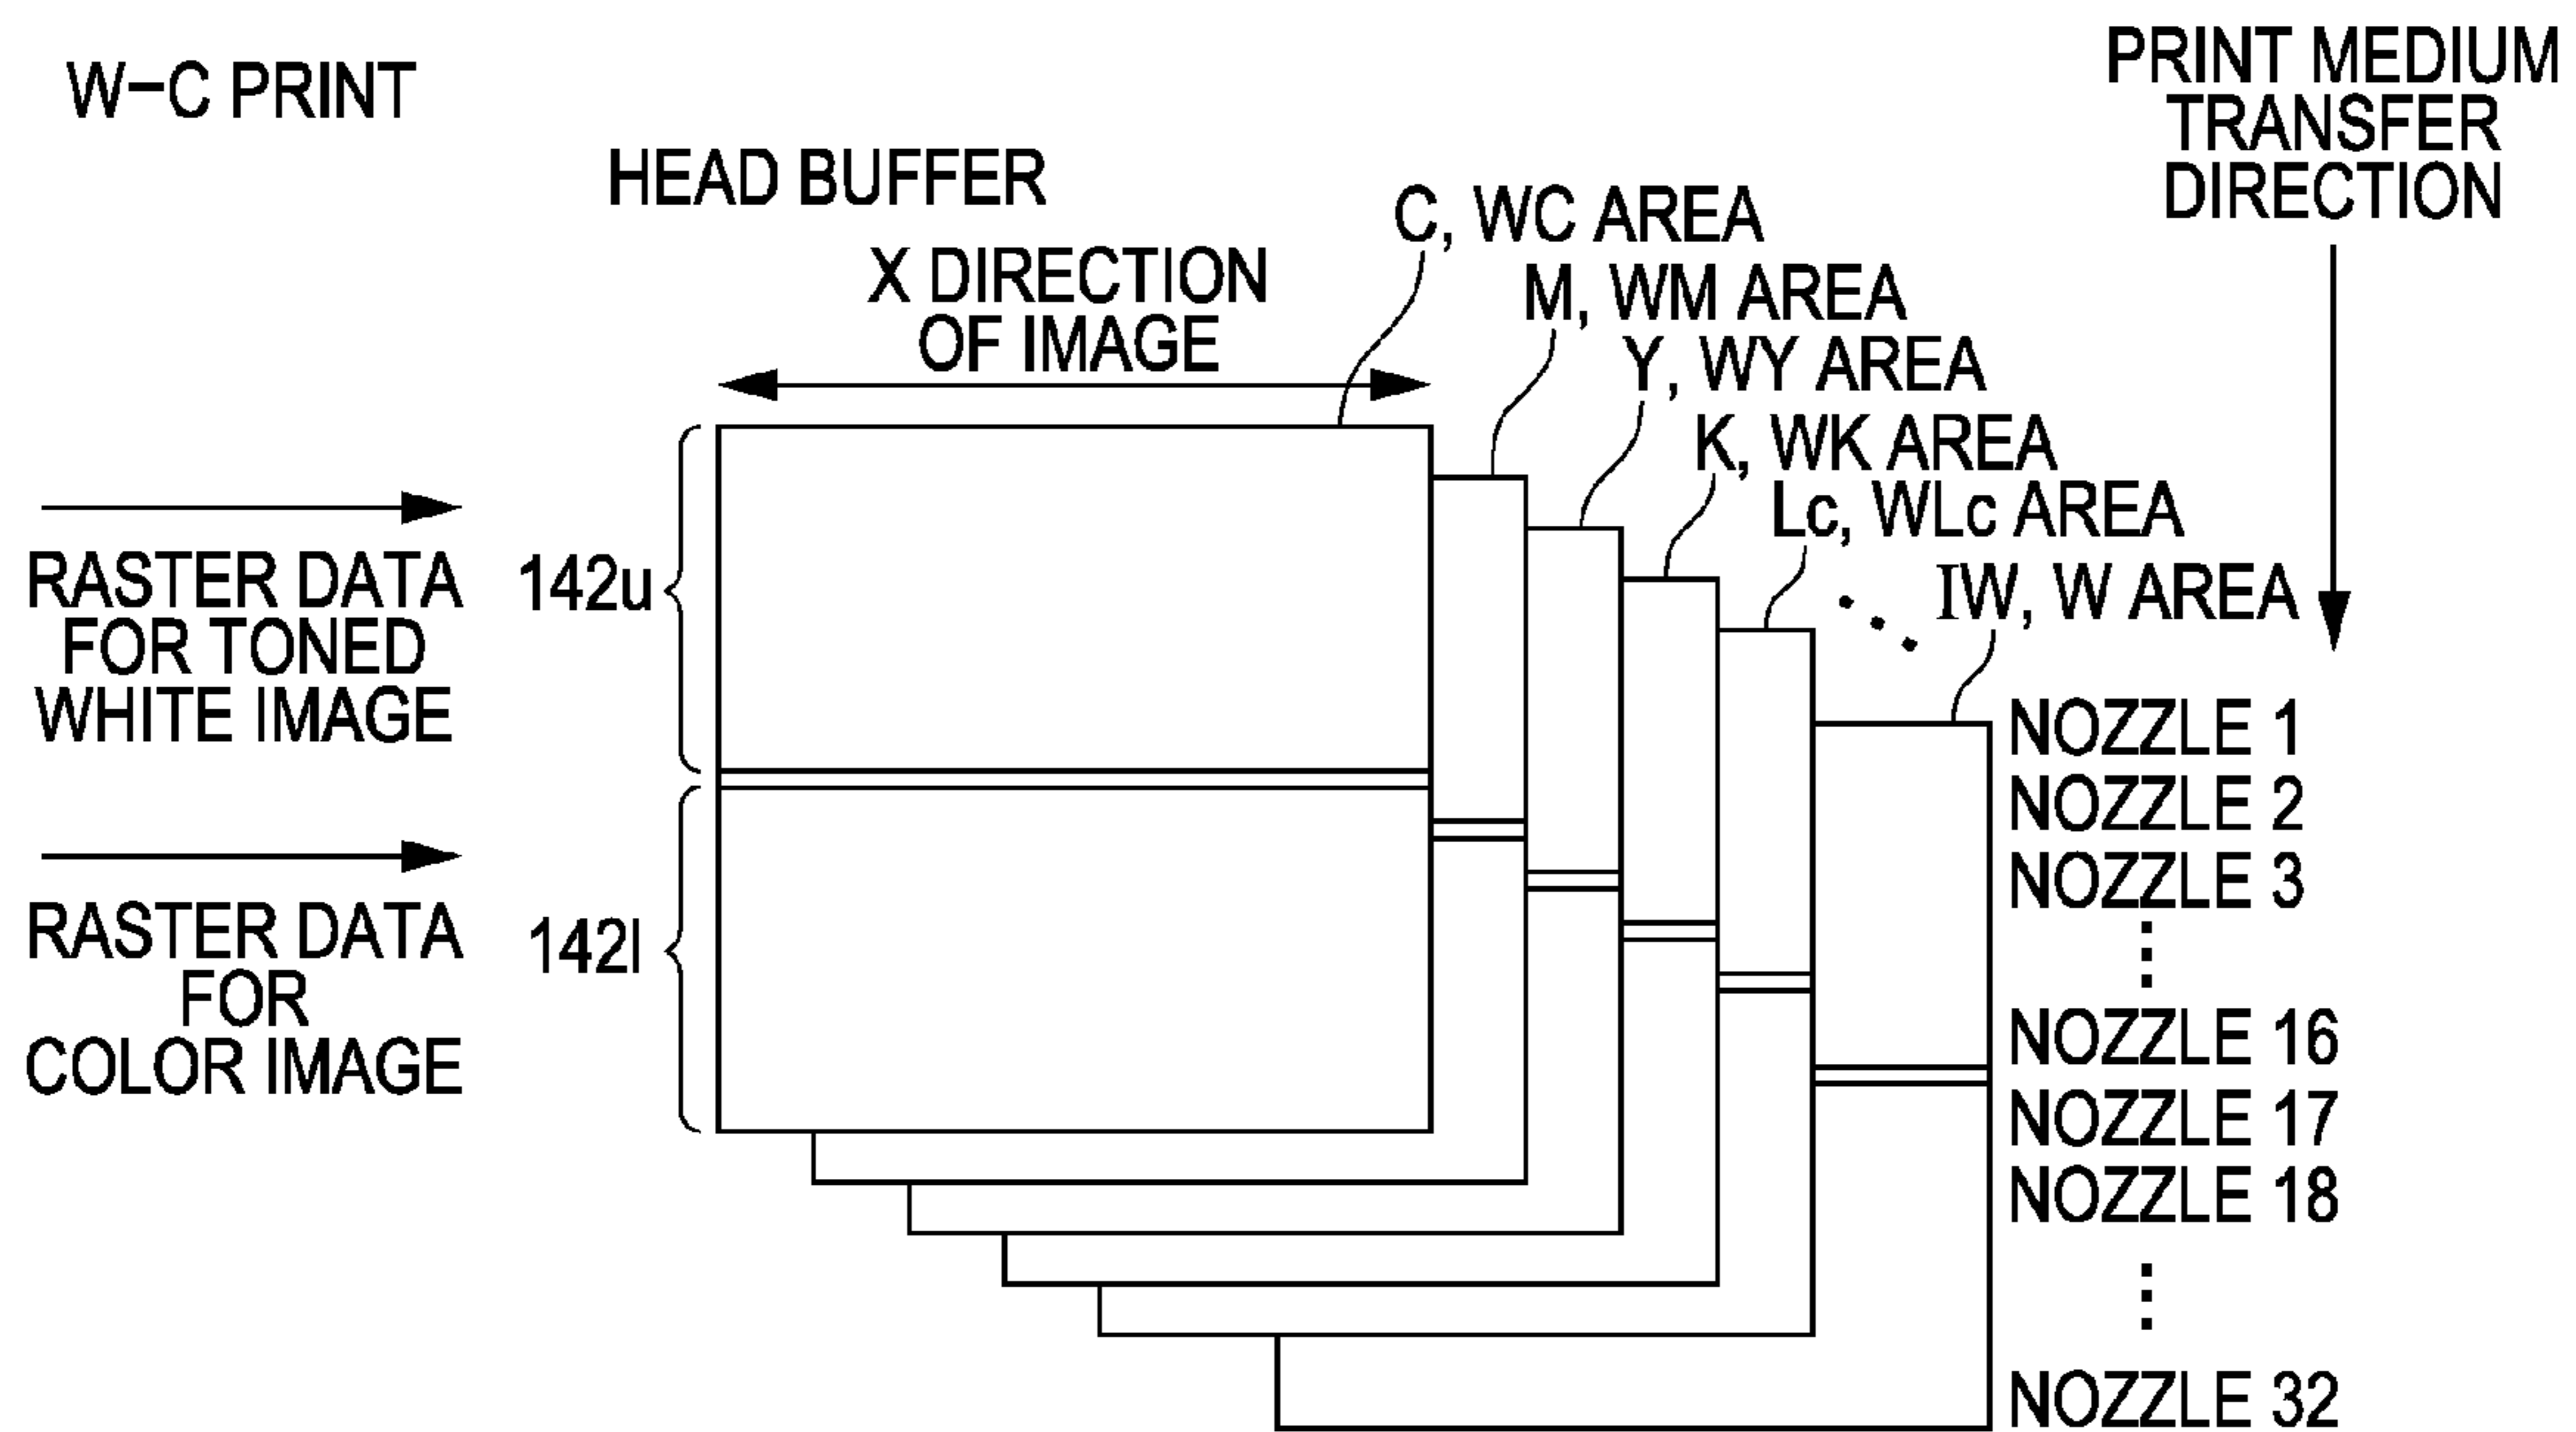 W-C PRINT
HEAD BUFFER
X DIRECTION
OF IMAGE
C, WC AREA
M, WM AREA
Y, WY AREA
K, WK AREA
Lc, WLc AREA
IW, W AREA
PRINT MEDIUM
TRANSFER
DIRECTION
RASTER DATA
FOR TONED
WHITE IMAGE
142u
RASTER DATA
FOR
COLOR IMAGE
142l
NOZZLE 1
NOZZLE 2
NOZZLE 3
NOZZLE 16
NOZZLE 17
NOZZLE 18
NOZZLE 32